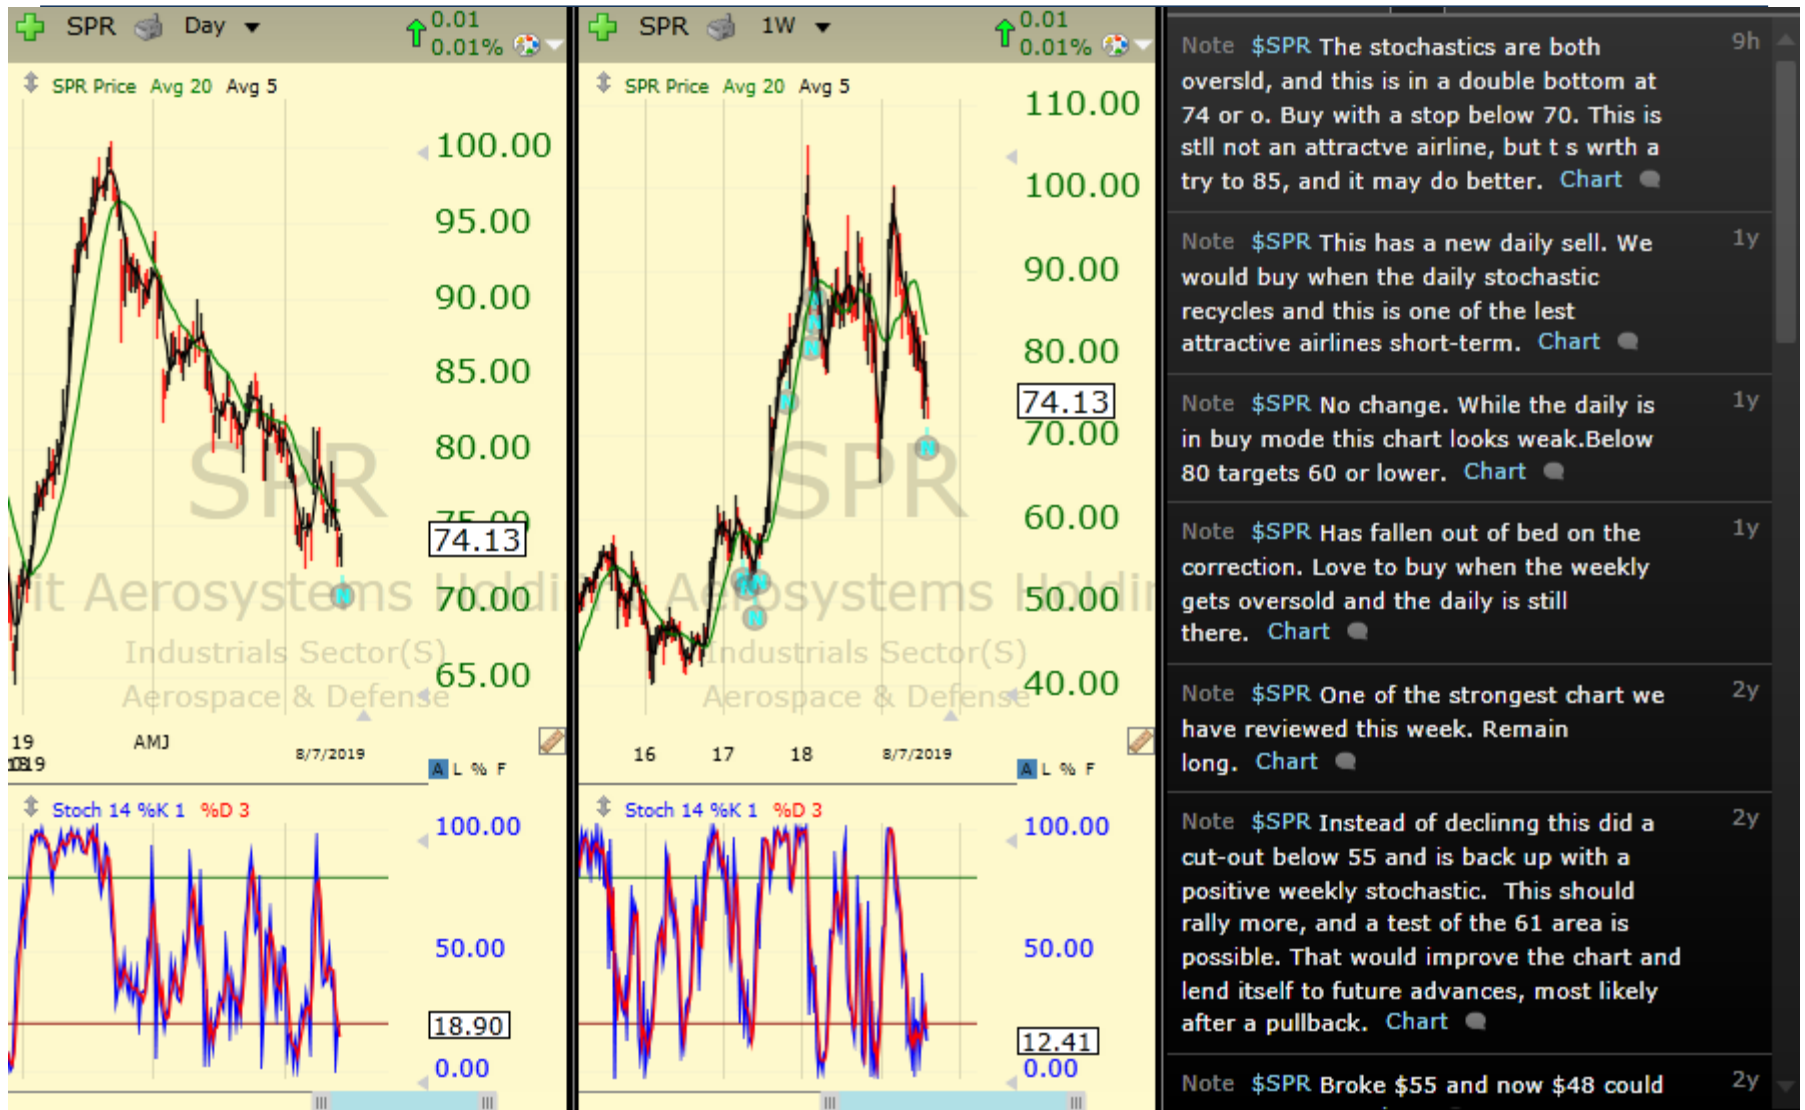 SPR Day 0.01
0.01%
SPR Price Avg 20 Avg 5
100.00
95.00
90.00
85.00
80.00
SPR
75.00
74.13
70.00
it Aerosystems Holdi
Industrials Sector(S)
65.00
Aerospace & Defense
19 AMJ 8/7/2019
A L % F
Stoch 14 %K 1 %D 3
100.00
50.00
18.90
0.00
N
SPR 1W 0.01
0.01%
SPR Price Avg 20 Avg 5
110.00
100.00
90.00
80.00
74.13
70.00
SPR
60.00
Aerosystems Holdin
50.00
Industrials Sector(S)
40.00
Aerospace & Defense
16 17 18 8/7/2019
A L % F
Stoch 14 %K 1 %D 3
100.00
50.00
12.41
0.00
N
N
N
N
N
N
N
Note $SPR The stochastics are both 9h
oversld, and this is in a double bottom at
74 or o. Buy with a stop below 70. This is
stll not an attractve airline, but t s wrth a
try to 85, and it may do better. Chart
Note $SPR This has a new daily sell. We 1y
would buy when the daily stochastic
recycles and this is one of the lest
attractive airlines short-term. Chart
Note $SPR No change. While the daily is 1y
in buy mode this chart looks weak.Below
80 targets 60 or lower. Chart
Note $SPR Has fallen out of bed on the 1y
correction. Love to buy when the weekly
gets oversold and the daily is still
there. Chart
Note $SPR One of the strongest chart we 2y
have reviewed this week. Remain
long. Chart
Note $SPR Instead of declinng this did a 2y
cut-out below 55 and is back up with a
positive weekly stochastic. This should
rally more, and a test of the 61 area is
possible. That would improve the chart and
lend itself to future advances, most likely
after a pullback. Chart
Note $SPR Broke $55 and now $48 could 2y